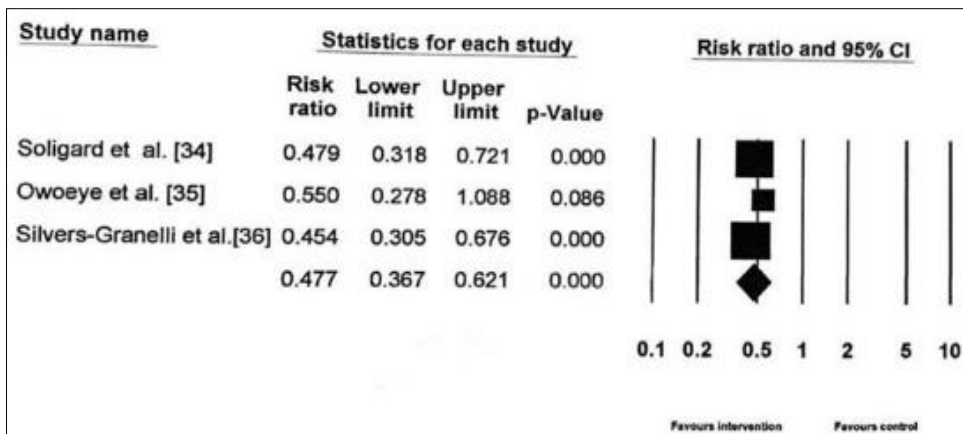 Study name Statistics for each study Risk ratio and 95% CI
Risk ratio Lower limit Upper limit p-Value
Soligard et al. [34] 0.479 0.318 0.721 0.000
Owoeye et al. [35] 0.550 0.278 1.088 0.086
Silvers-Granelli et al.[36] 0.454 0.305 0.676 0.000
0.477 0.367 0.621 0.000
0.1 0.2 0.5 1 2 5 10
Favours intervention Favours control